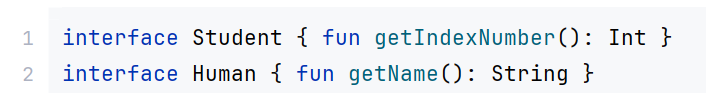 1 interface Student { fun getIndexNumber(): Int }
2 interface Human { fun getName(): String }